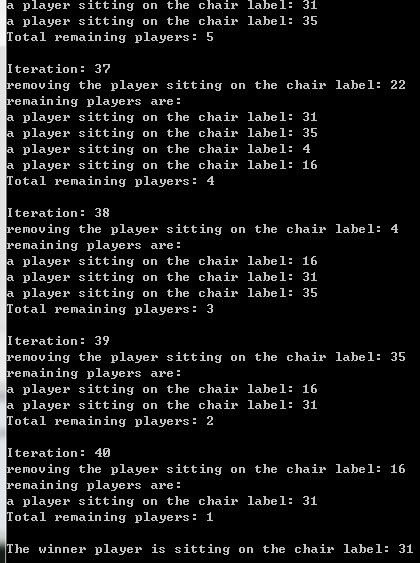 a player sitting on the chair label: 31
a player sitting on the chair label: 35
Total remaining players: 5
Iteration: 37
removing the player sitting on the chair label: 22
remaining players are:
a player sitting on the chair label: 31
a player sitting on the chair label: 35
a player sitting on the chair label: 4
a player sitting on the chair label: 16
Total remaining players: 4
Iteration: 38
removing the player sitting on the chair label: 4
remaining players are:
a player sitting on the chair label: 16
a player sitting on the chair label: 31
a player sitting on the chair label: 35
Total remaining players: 3
Iteration: 39
removing the player sitting on the chair label: 35
remaining players are:
a player sitting on the chair label: 16
a player sitting on the chair label: 31
Total remaining players: 2
Iteration: 40
removing the player sitting on the chair label: 16
remaining players are:
a player sitting on the chair label: 31
Total remaining players: 1
The winner player is sitting on the chair label: 31